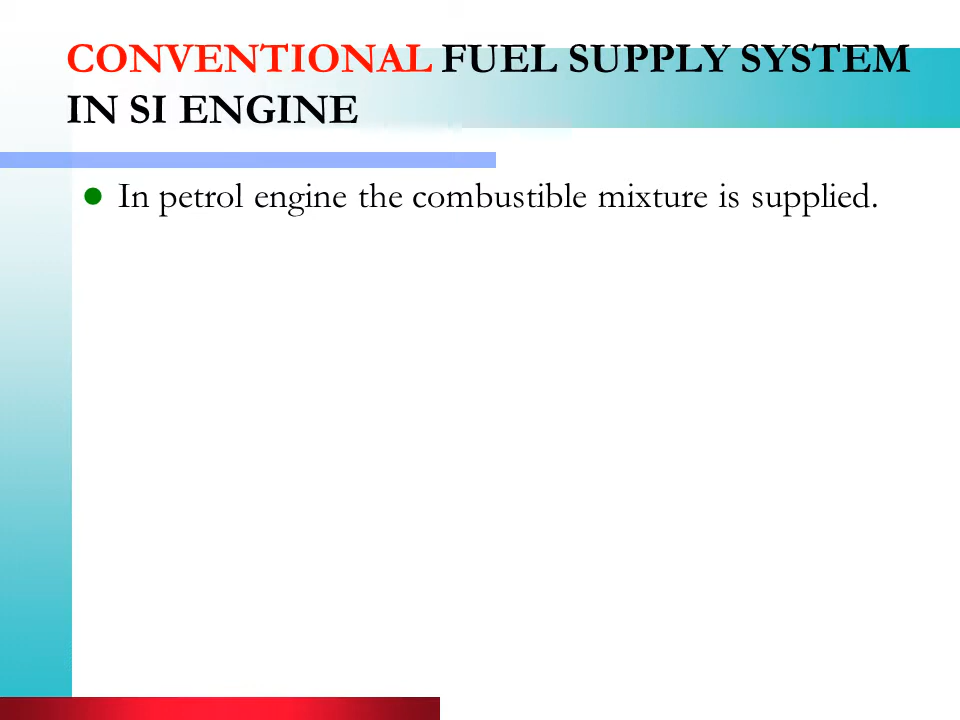 CONVENTIONAL FUEL SUPPLY SYSTEM
IN SI ENGINE
In petrol engine the combustible mixture is supplied.